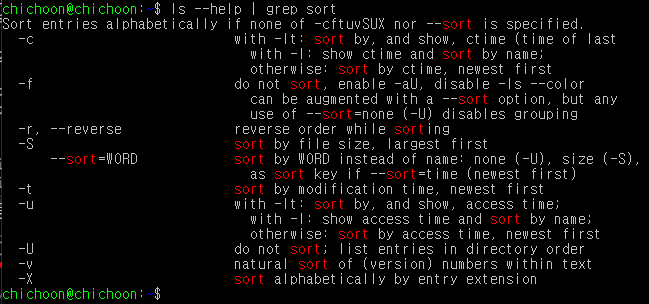 chichoon@chichoon:~$ ls --help | grep sort
Sort entries alphabetically if none of -cftuvSUX nor --sort is specified.
-c with -lt: sort by, and show, ctime (time of last
with -l: show ctime and sort by name;
otherwise: sort by ctime, newest first
-f do not sort, enable -aU, disable -ls --color
can be augmented with a --sort option, but any
use of --sort=none (-U) disables grouping
-r, --reverse reverse order while sorting
-S sort by file size, largest first
--sort=WORD sort by WORD instead of name: none (-U), size (-S),
as sort key if --sort=time (newest first)
-t sort by modification time, newest first
-u with -lt: sort by, and show, access time;
with -l: show access time and sort by name;
otherwise: sort by access time, newest first
-U do not sort; list entries in directory order
-v natural sort of (version) numbers within text
-X sort alphabetically by entry extension
chichoon@chichoon:~$